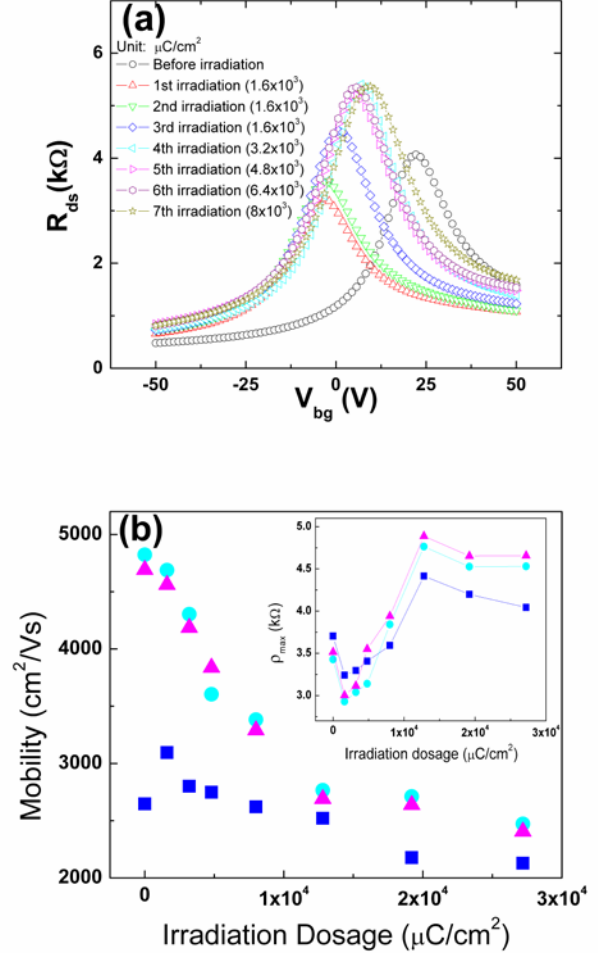 (a)
Unit: μC/cm²
Before irradiation
1st irradiation (1.6x10³)
2nd irradiation (1.6x10³)
3rd irradiation (1.6x10³)
4th irradiation (3.2x10³)
5th irradiation (4.8x10³)
6th irradiation (6.4x10³)
7th irradiation (8x10³)
R_ds (kΩ)
6
4
2
0
-50 -25 0 25 50
V_bg (V)
(b)
Mobility (cm²/Vs)
5000
4000
3000
2000
0 1x10⁴ 2x10⁴ 3x10⁴
Irradiation Dosage (μC/cm²)
ρ_max (kΩ)
5.0
4.5
4.0
3.5
3.0
0 1x10⁴ 2x10⁴ 3x10⁴
Irradiation dosage (μC/cm²)